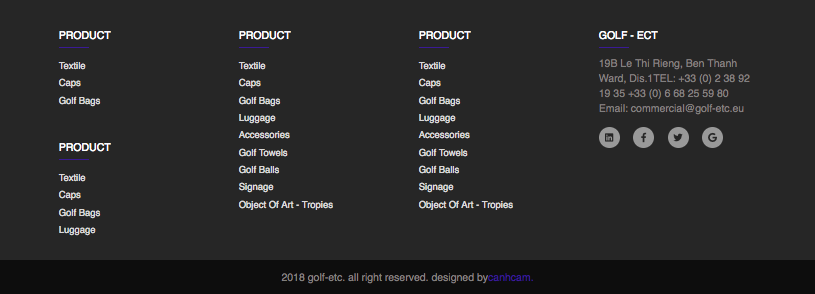 PRODUCT
Textile
Caps
Golf Bags
PRODUCT
Textile
Caps
Golf Bags
Luggage
PRODUCT
Textile
Caps
Golf Bags
Luggage
Accessories
Golf Towels
Golf Balls
Signage
Object Of Art - Tropies
PRODUCT
Textile
Caps
Golf Bags
Luggage
Accessories
Golf Towels
Golf Balls
Signage
Object Of Art - Tropies
GOLF - ECT
19B Le Thi Rieng, Ben Thanh
Ward, Dis.1TEL: +33 (0) 2 38 92
19 35 +33 (0) 6 68 25 59 80
Email: commercial@golf-etc.eu
2018 golf-etc. all right reserved. designed bycanhcam.